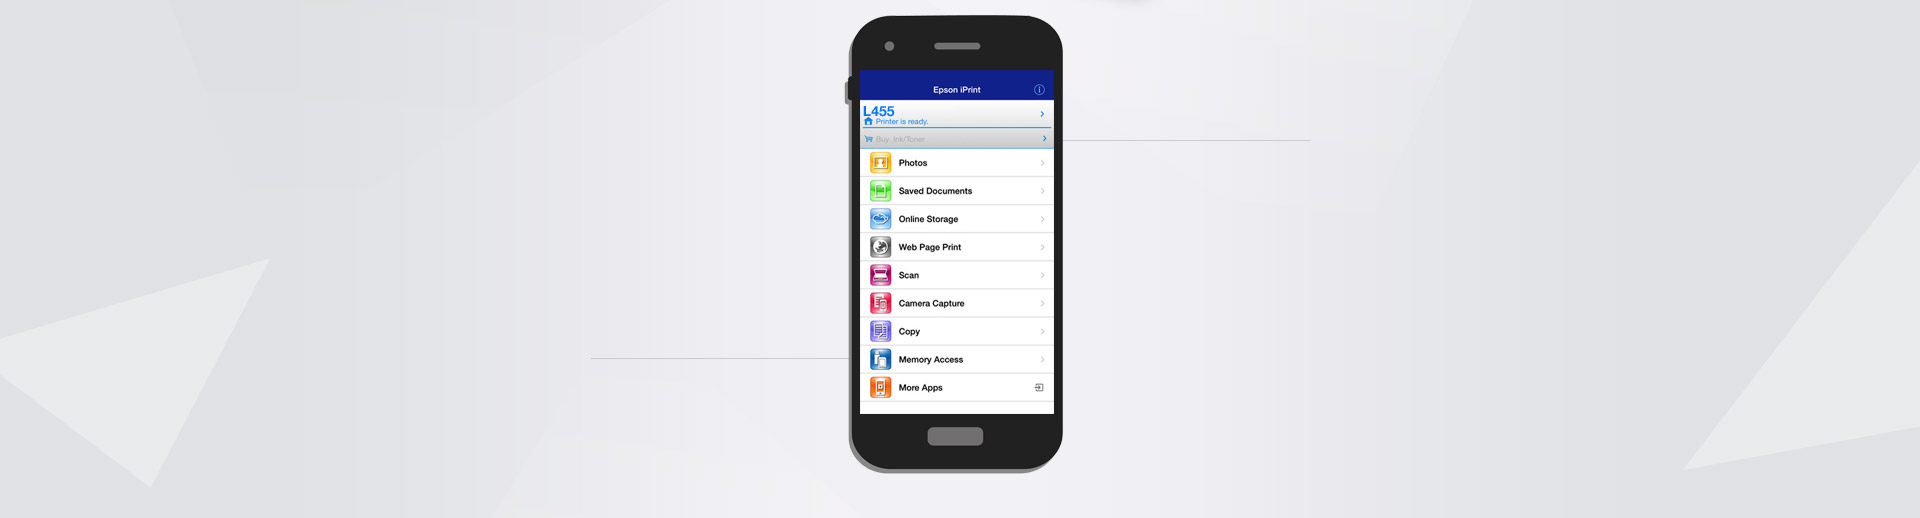 Epson iPrint
L455
Printer is ready.
Buy Ink/Toner
Photos
Saved Documents
Online Storage
Web Page Print
Scan
Camera Capture
Copy
Memory Access
More Apps